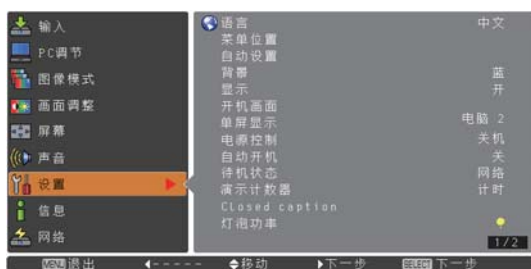 输入
PC调节
图像模式
画面调整
屏幕
声音
设置
信息
网络
语言 中文
菜单位置
自动设置
背景 蓝
显示 开
开机画面
单屏显示 电脑 2
电源控制 关机
自动开机 关
待机状态 网络
演示计数器 计时
Closed caption
灯泡功率
1/2
MENU 退出 ◄----- ◆移动 ►下一步 SELECT 下一步